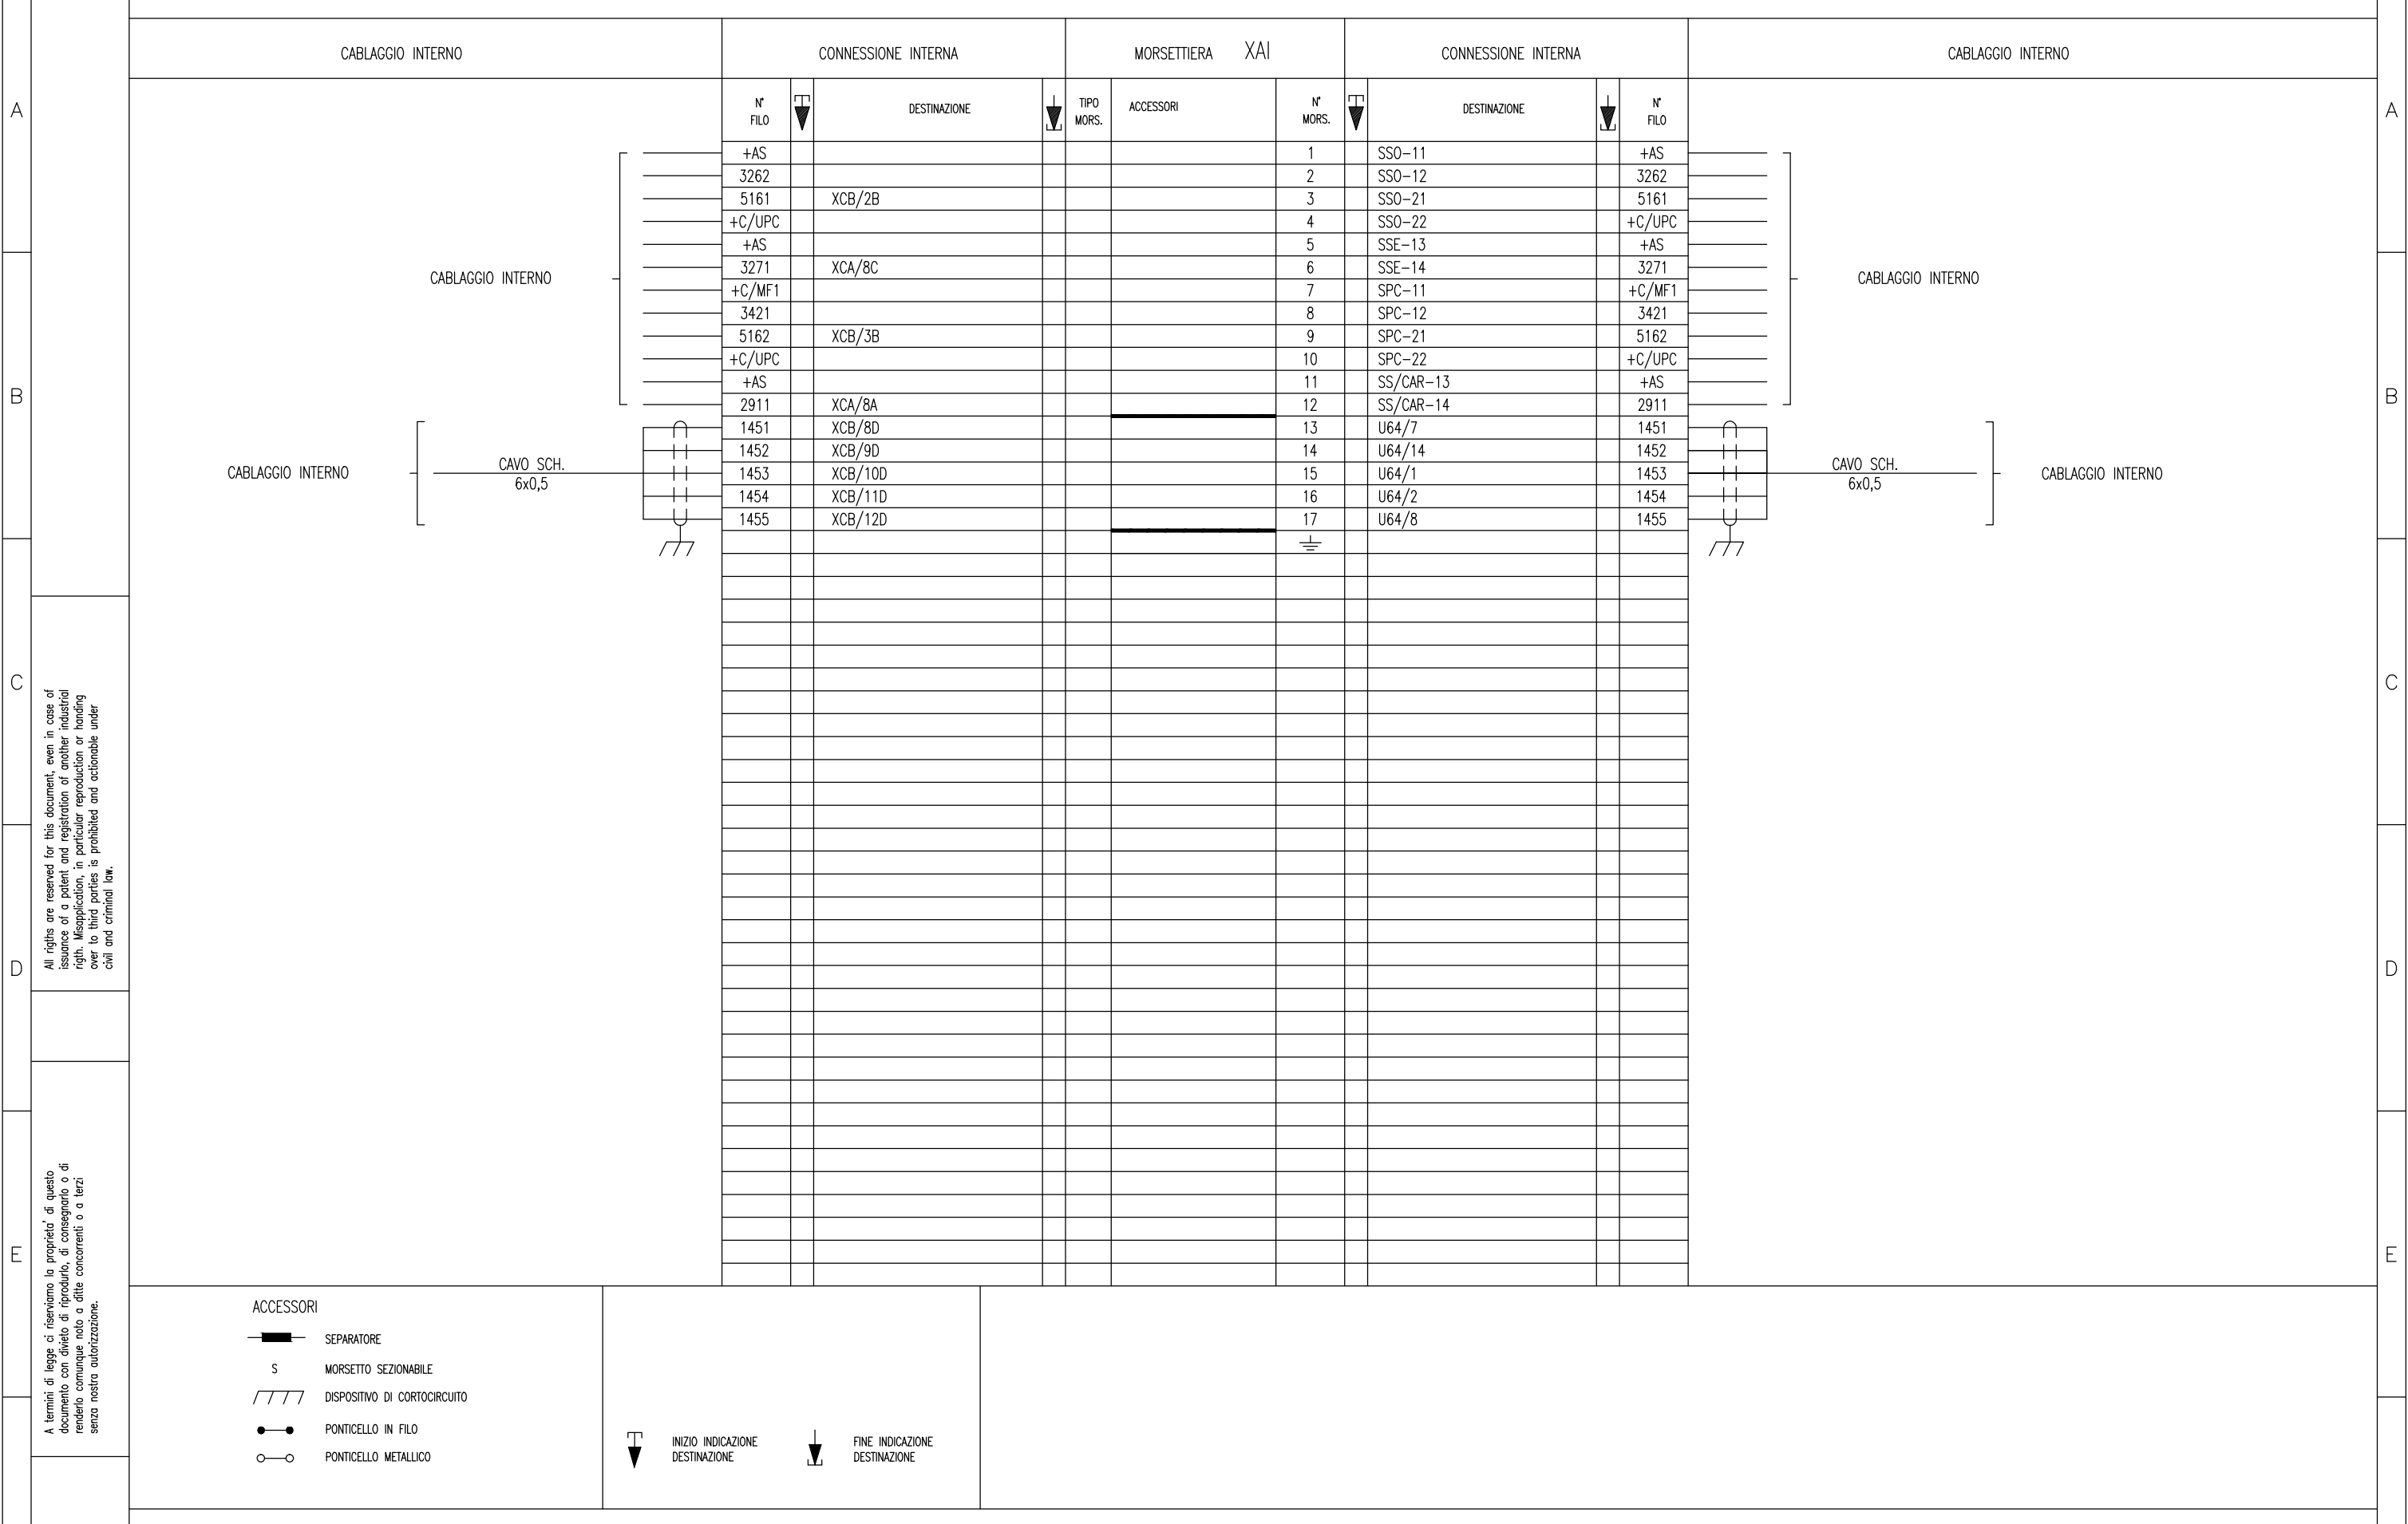 CABLAGGIO INTERNO CONNESSIONE INTERNA MORSETTIERA XAI CONNESSIONE INTERNA CABLAGGIO INTERNO
N° FILO DESTINAZIONE TIPO MORS. ACCESSORI N° MORS. DESTINAZIONE N° FILO
+AS 1 SSO-11 +AS
3262 2 SSO-12 3262
5161 XCB/2B 3 SSO-21 5161
+C/UPC 4 SSO-22 +C/UPC
+AS 5 SSE-13 +AS
3271 XCA/8C 6 SSE-14 3271
+C/MF1 7 SPC-11 +C/MF1
3421 8 SPC-12 3421
5162 XCB/3B 9 SPC-21 5162
+C/UPC 10 SPC-22 +C/UPC
+AS 11 SS/CAR-13 +AS
2911 XCA/8A 12 SS/CAR-14 2911
1451 XCB/8D 13 U64/7 1451
1452 XCB/9D 14 U64/14 1452
1453 XCB/10D 15 U64/1 1453
1454 XCB/11D 16 U64/2 1454
1455 XCB/12D 17 U64/8 1455
CABLAGGIO INTERNO
CABLAGGIO INTERNO
CABLAGGIO INTERNO
CAVO SCH.
6x0,5
CAVO SCH.
6x0,5
CABLAGGIO INTERNO
A
B
C
D
E
A
B
C
D
E
All rigths are reserved for this document, even in case of
issuance of a patent and registration of another industrial
rigth. Misapplication, in particular reproduction or handing
over to third parties is prohibited and actionable under
civil and criminal law.
A termini di legge ci riserviamo la proprieta' di questo
documento con divieto di riprodurlo, di consegnarlo o di
renderlo comunque noto a ditte concorrenti o a terzi
senza nostra autorizzazione.
ACCESSORI
SEPARATORE
S MORSETTO SEZIONABILE
DISPOSITIVO DI CORTOCIRCUITO
PONTICELLO IN FILO
PONTICELLO METALLICO
INIZIO INDICAZIONE
DESTINAZIONE
FINE INDICAZIONE
DESTINAZIONE